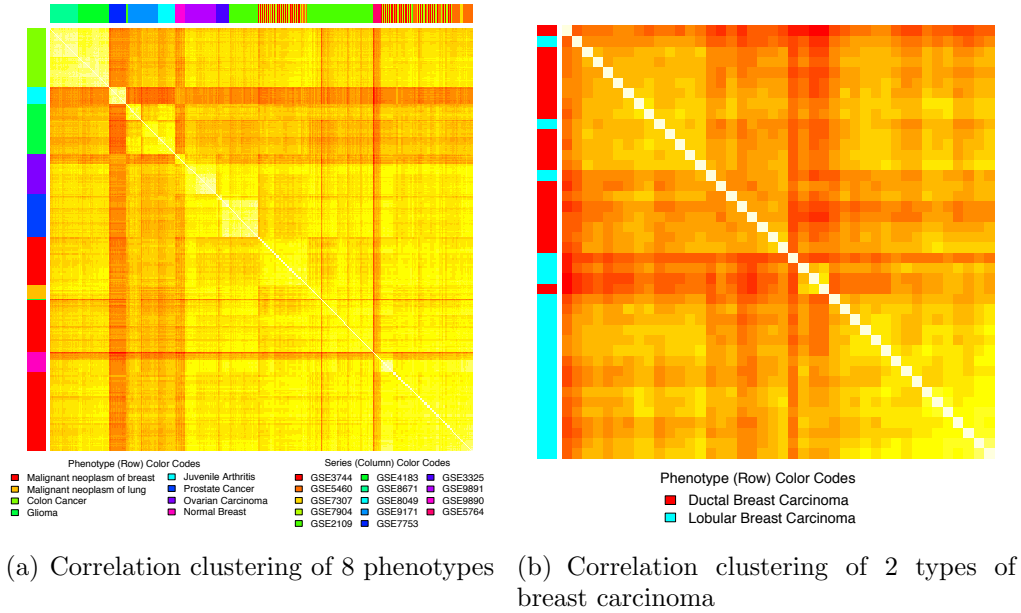 Phenotype (Row) Color Codes
Malignant neoplasm of breast
Malignant neoplasm of lung
Colon Cancer
Glioma
Juvenile Arthritis
Prostate Cancer
Ovarian Carcinoma
Normal Breast
Series (Column) Color Codes
GSE3744
GSE5460
GSE7307
GSE7904
GSE2109
GSE4183
GSE8671
GSE8049
GSE9171
GSE7753
GSE3325
GSE9891
GSE9890
GSE5764
Phenotype (Row) Color Codes
Ductal Breast Carcinoma
Lobular Breast Carcinoma
(a) Correlation clustering of 8 phenotypes
(b) Correlation clustering of 2 types of
breast carcinoma